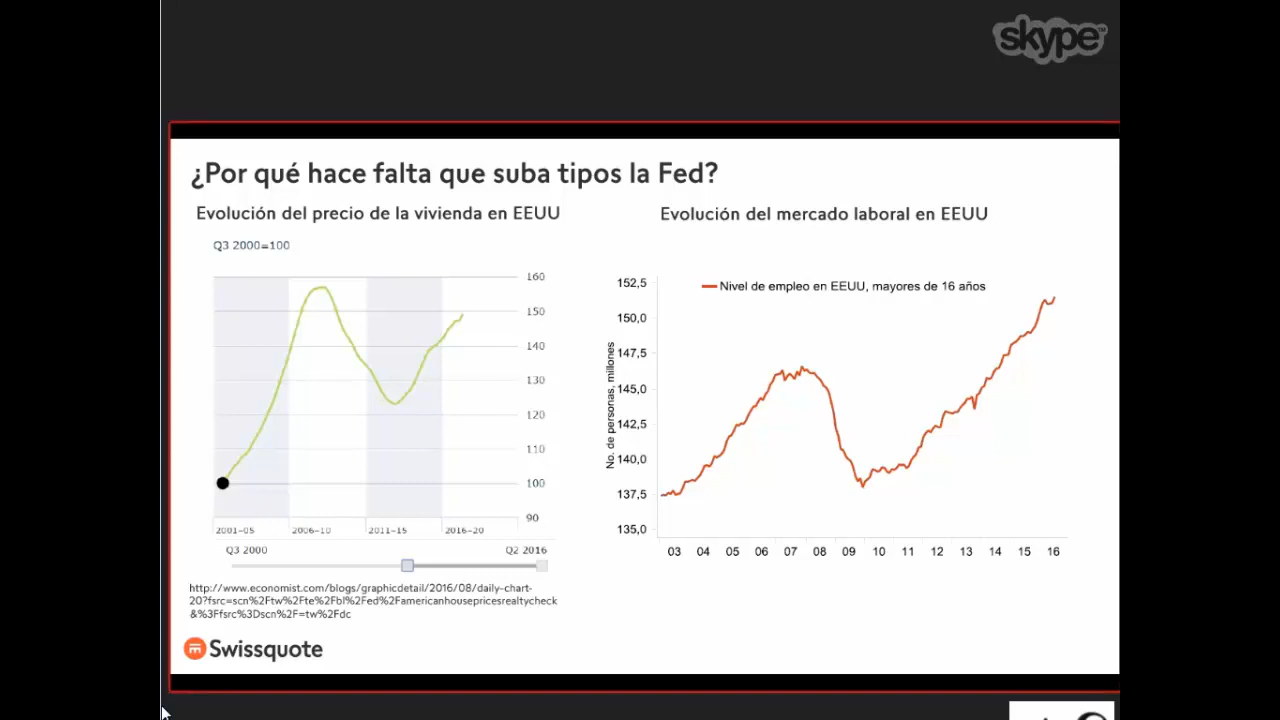 skype
¿Por qué hace falta que suba tipos la Fed?
Evolución del precio de la vivienda en EEUU
Q3 2000=100
160
150
140
130
120
110
100
90
2001–05 2006–10 2011–15 2016–20
Q3 2000 Q2 2016
http://www.economist.com/blogs/graphicdetail/2016/08/daily-chart-
20?fsrc=scn%2Ftw%2Fte%2Fbl%2Fed%2Famericanhousepricesrealtycheck
&%3Ffsrc%3Dscn%2F=tw%2Fdc
Evolución del mercado laboral en EEUU
Nivel de empleo en EEUU, mayores de 16 años
No. de personas, millones
152,5
150,0
147,5
145,0
142,5
140,0
137,5
135,0
03 04 05 06 07 08 09 10 11 12 13 14 15 16
Swissquote